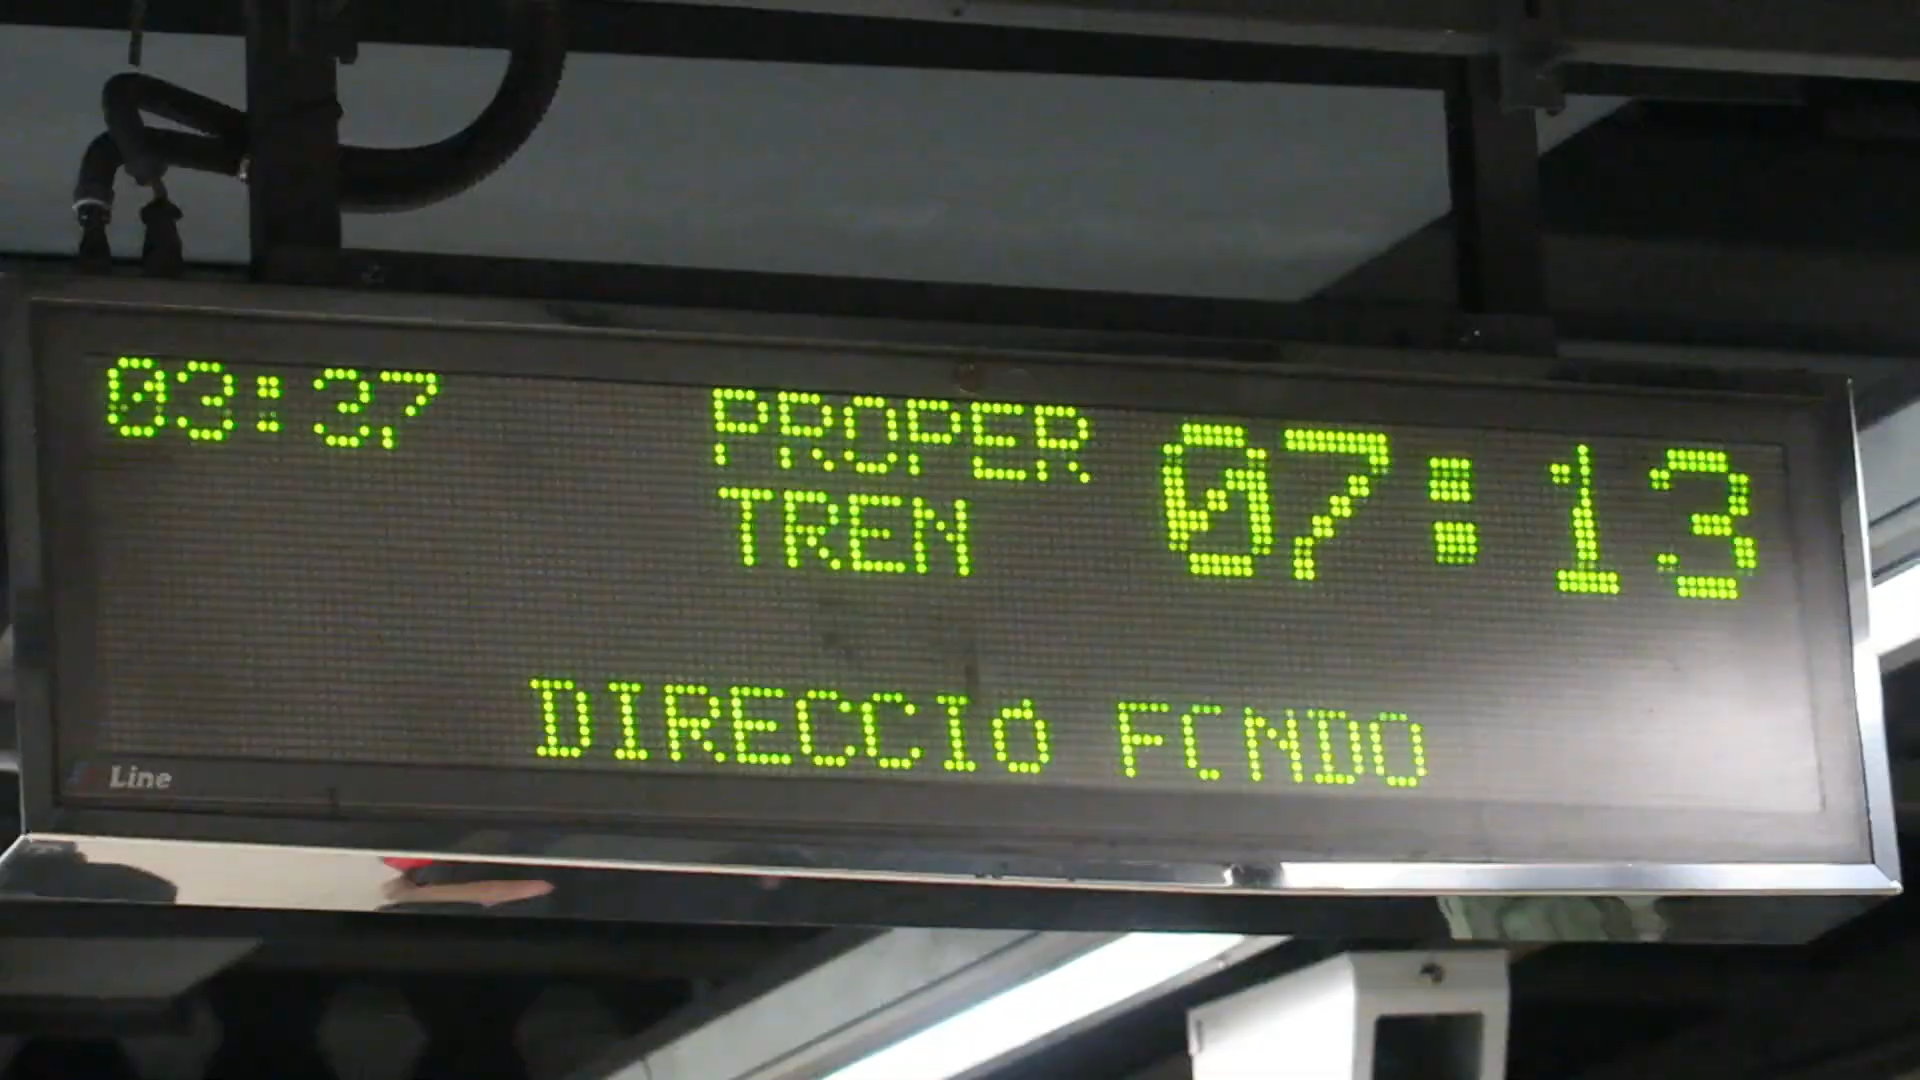 03:37
PROPER
TREN
07:13
DIRECCIÓ FONDO
Line